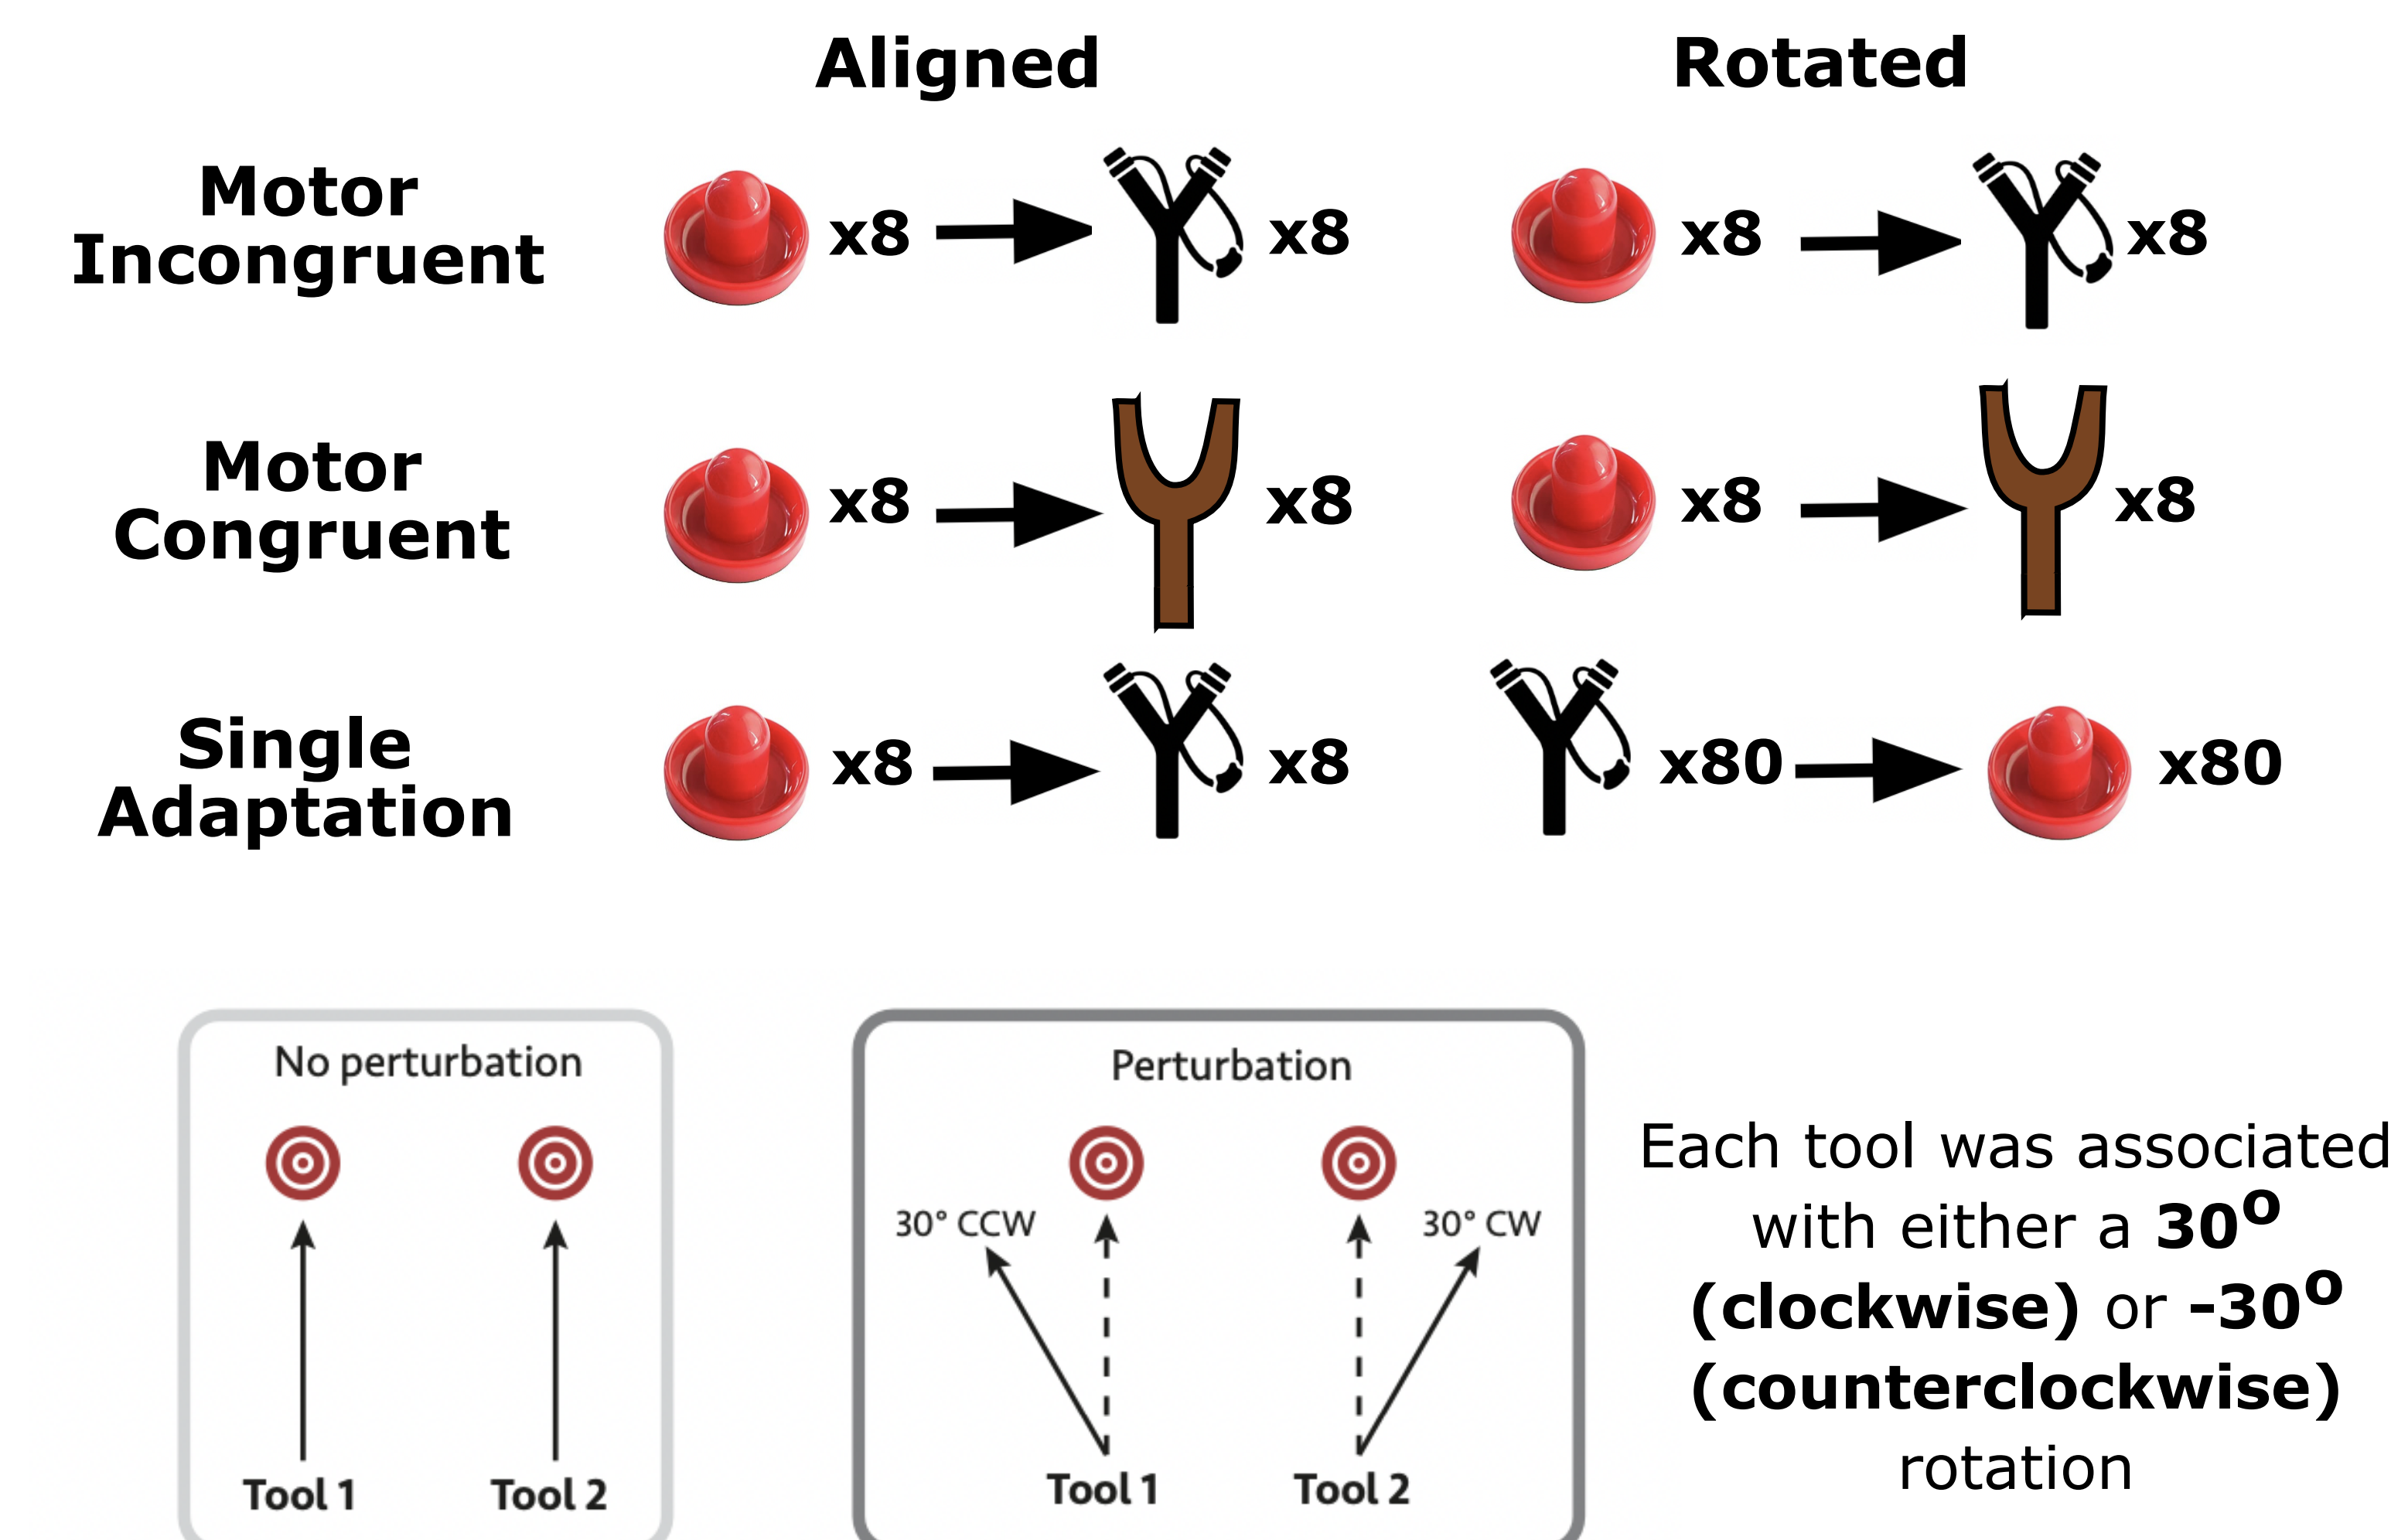 Aligned Rotated
Motor
Incongruent
x8 x8 x8 x8
Motor
Congruent
x8 x8 x8 x8
Single
Adaptation
x8 x8 x80 x80
No perturbation
Tool 1 Tool 2
Perturbation
30° CCW 30° CW
Tool 1 Tool 2
Each tool was associated
with either a 30º
(clockwise) or -30º
(counterclockwise)
rotation